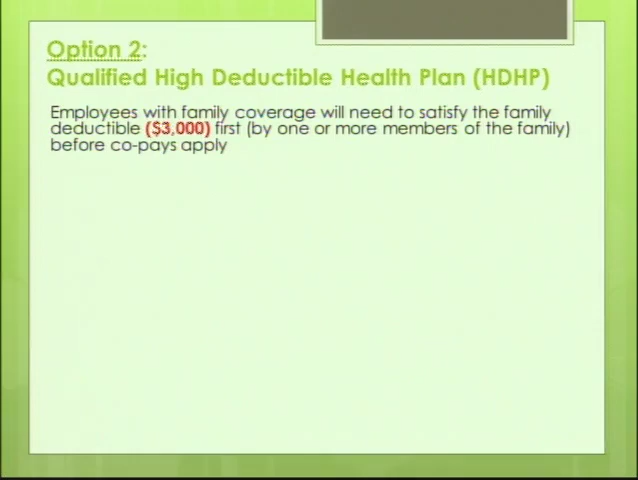 Option 2:
Qualified High Deductible Health Plan (HDHP)
Employees with family coverage will need to satisfy the family
deductible ($3,000) first (by one or more members of the family)
before co-pays apply